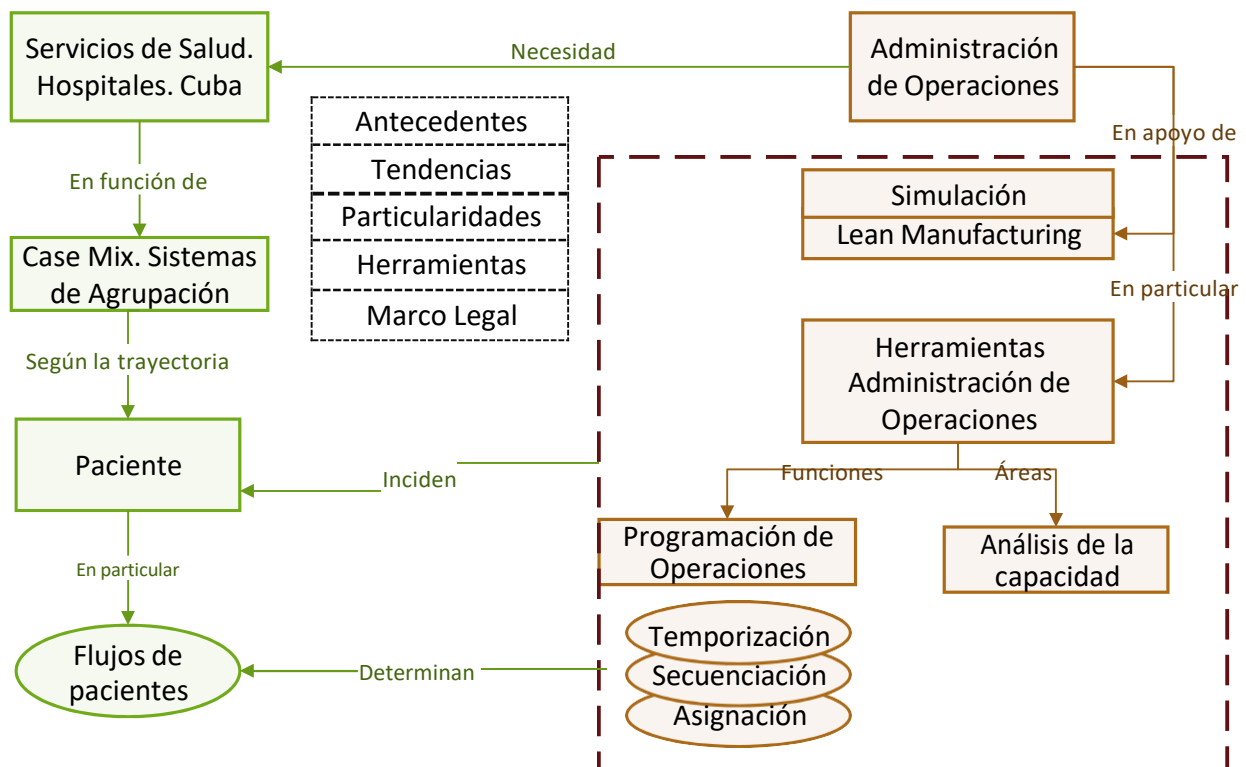 Servicios de Salud.
Hospitales. Cuba
Necesidad
Administración
de Operaciones
Antecedentes
Tendencias
Particularidades
Herramientas
Marco Legal
En apoyo de
En función de
Simulación
Lean Manufacturing
Case Mix. Sistemas
de Agrupación
En particular
Según la trayectoria
Herramientas
Administración de
Operaciones
Paciente
Inciden
Funciones
Áreas
Programación de
Operaciones
Análisis de la
capacidad
En particular
Flujos de
pacientes
Determinan
Temporización
Secuenciación
Asignación